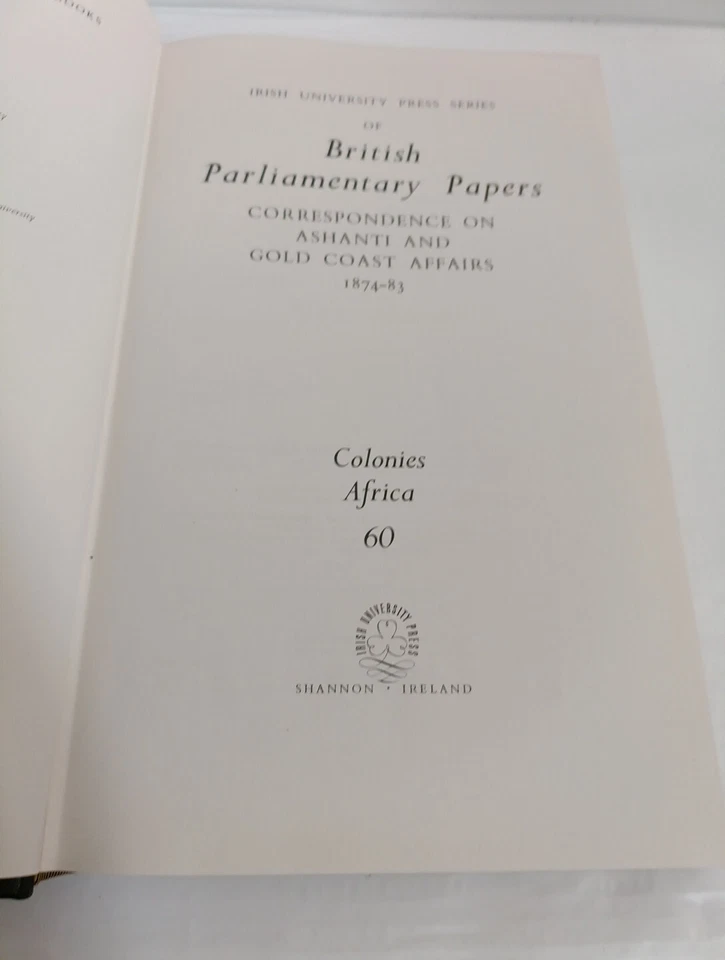 IRISH UNIVERSITY PRESS SERIES
OF
British
Parliamentary Papers
CORRESPONDENCE ON
ASHANTI AND
GOLD COAST AFFAIRS
1874-83
Colonies
Africa
60
IRISH UNIVERSITY PRESS
SHANNON · IRELAND